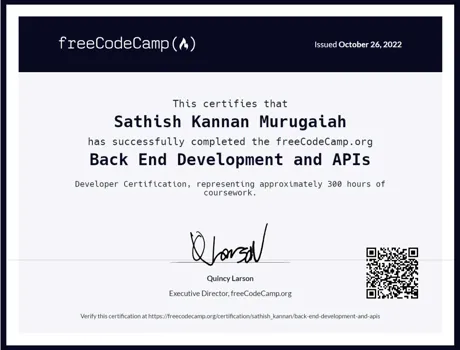 freeCodeCamp(🔥)
Issued October 26, 2022
This certifies that
Sathish Kannan Murugaiah
has successfully completed the freeCodeCamp.org
Back End Development and APIs
Developer Certification, representing approximately 300 hours of
coursework.
Quincy Larson
Executive Director, freeCodeCamp.org
Verify this certification at https://freecodecamp.org/certification/sathish_kannan/back-end-development-and-apis